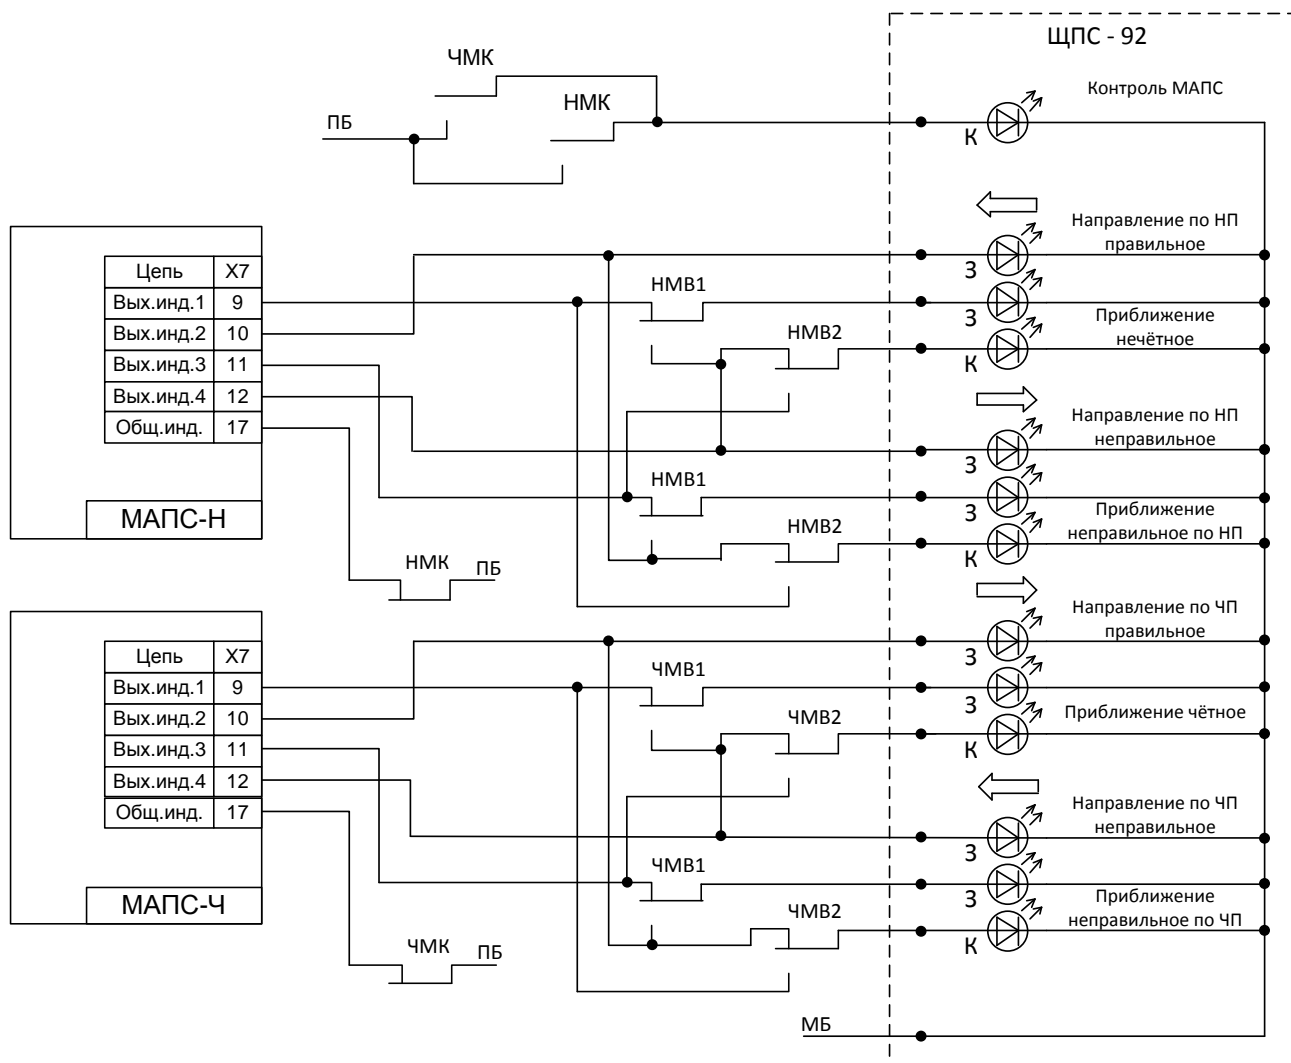 ЩПС - 92
ЧМК
НМК
ПБ
К
Контроль МАПС
Направление по НП
правильное
З
Цепь Х7
Вых.инд.1 9
Вых.инд.2 10
Вых.инд.3 11
Вых.инд.4 12
Общ.инд. 17
МАПС-Н
НМВ1
З
НМВ2
К
Приближение
нечётное
Направление по НП
неправильное
З
НМВ1
З
НМВ2
К
Приближение
неправильное по НП
НМК ПБ
Направление по ЧП
правильное
З
Цепь Х7
Вых.инд.1 9
Вых.инд.2 10
Вых.инд.3 11
Вых.инд.4 12
Общ.инд. 17
МАПС-Ч
ЧМВ1
З
ЧМВ2
К
Приближение чётное
Направление по ЧП
неправильное
З
ЧМВ1
З
ЧМВ2
К
Приближение
неправильное по ЧП
ЧМК ПБ
МБ